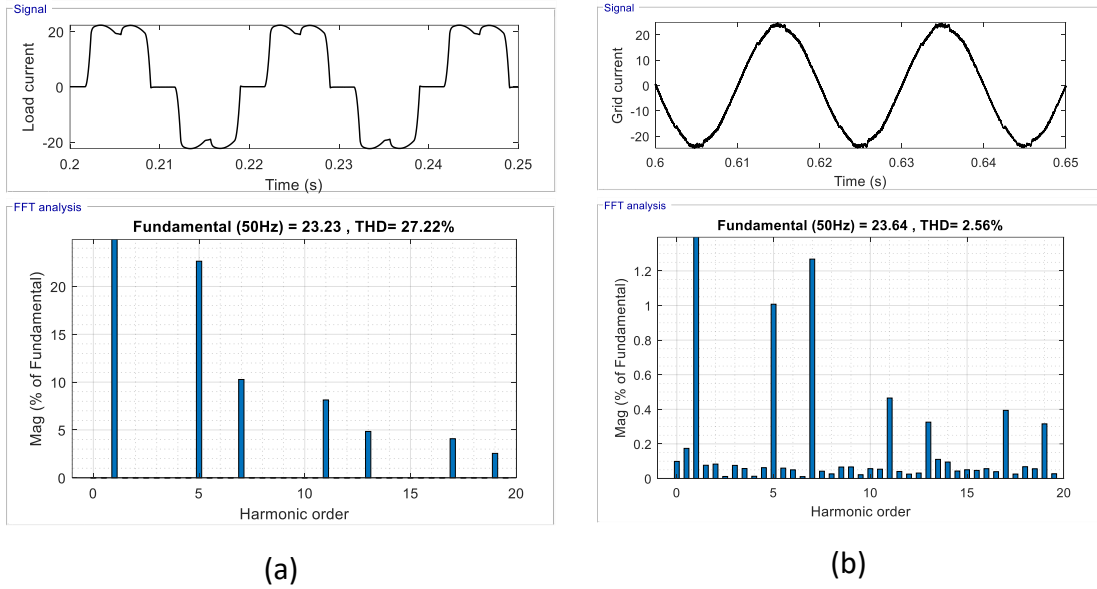 Signal
Load current
20
0
-20
0.2
0.21
0.22
0.23
0.24
0.25
Time (s)
FFT analysis
Fundamental (50Hz) = 23.23 , THD= 27.22%
Mag (% of Fundamental)
20
15
10
5
0
0
5
10
15
20
Harmonic order
(a)
Signal
Grid current
20
10
0
-10
-20
0.6
0.61
0.62
0.63
0.64
0.65
Time (s)
FFT analysis
Fundamental (50Hz) = 23.64 , THD= 2.56%
Mag (% of Fundamental)
1.2
1
0.8
0.6
0.4
0.2
0
0
5
10
15
20
Harmonic order
(b)